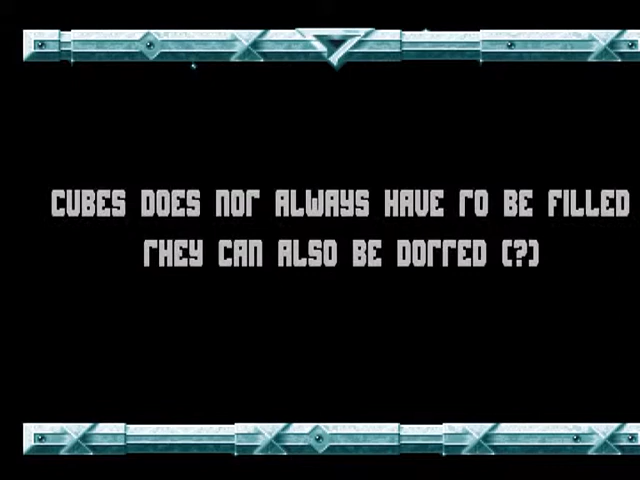 CUBES DOES NOT ALWAYS HAVE TO BE FILLED
THEY CAN ALSO BE DOTTED (?)